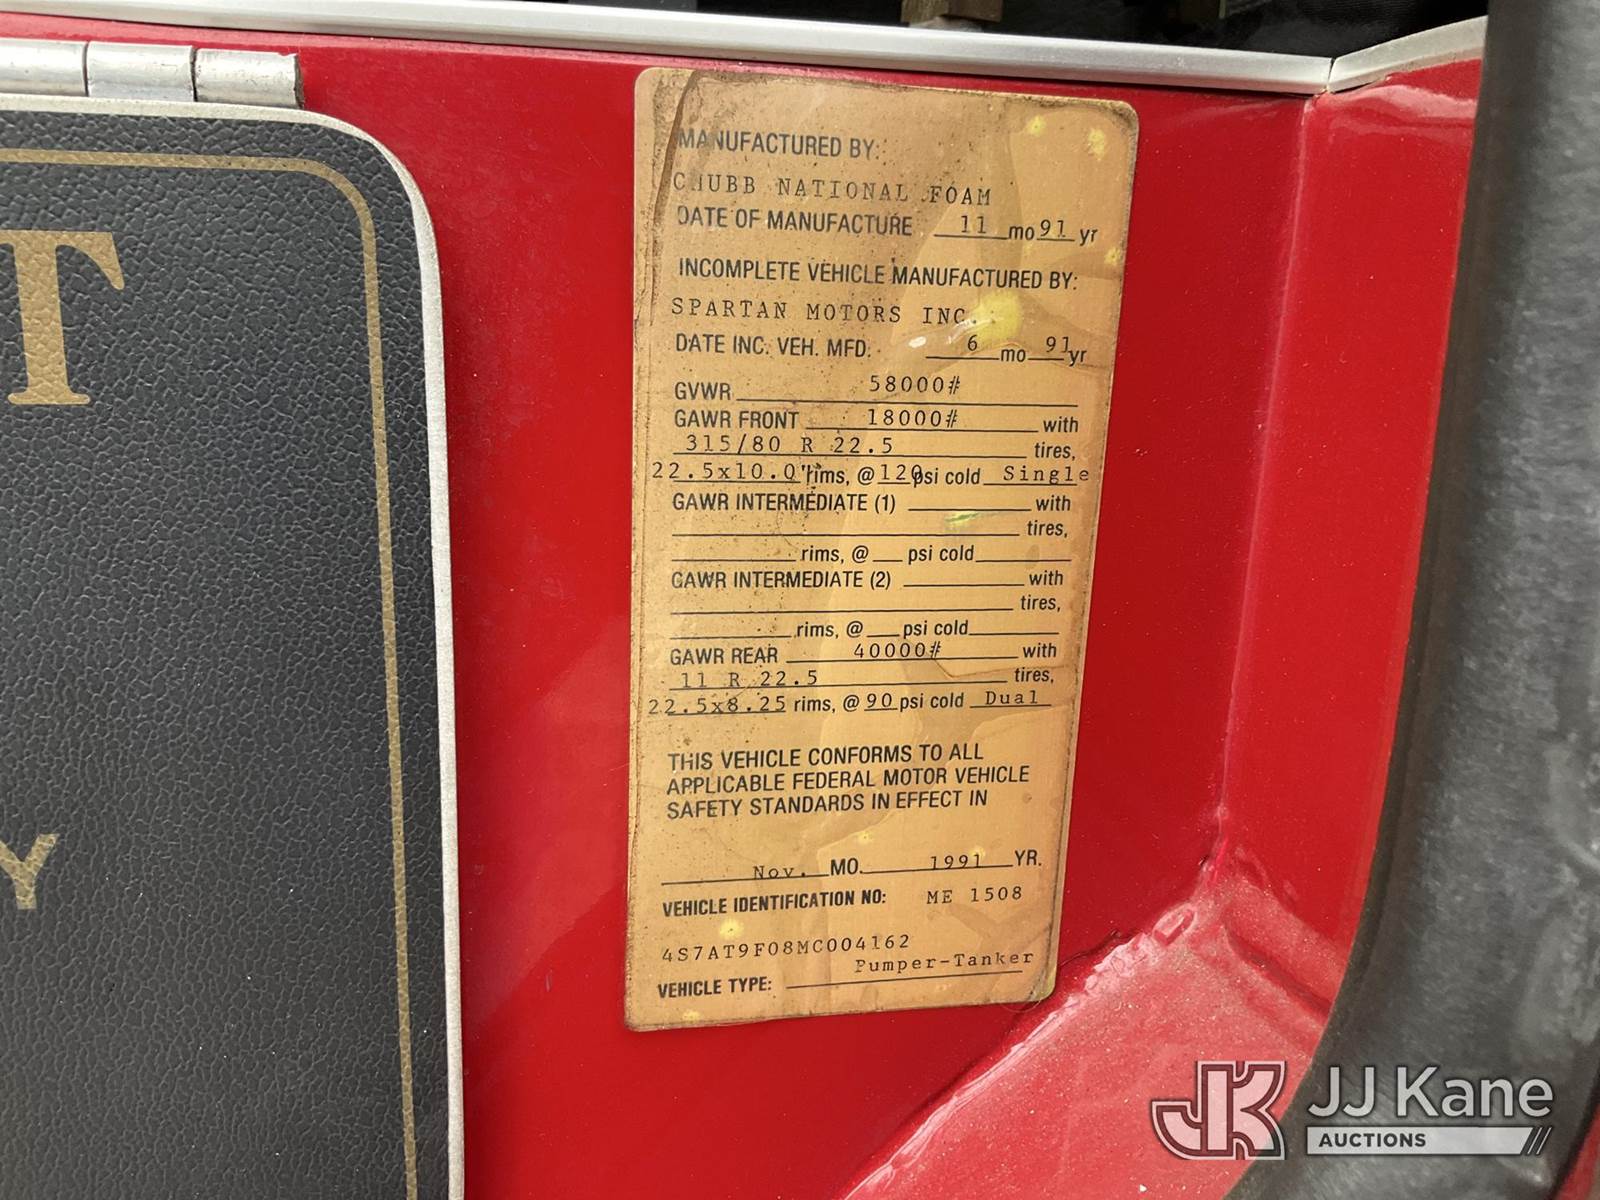 T
Y
MANUFACTURED BY:
CHUBB NATIONAL FOAM
DATE OF MANUFACTURE 11 mo 91 yr
INCOMPLETE VEHICLE MANUFACTURED BY:
SPARTAN MOTORS INC.
DATE INC. VEH. MFD. 6 mo 91 yr
GVWR 58000#
GAWR FRONT 18000# with
315/80 R 22.5 tires,
22.5x10.0" rims, @ 120 psi cold Single
GAWR INTERMEDIATE (1) with
tires,
rims, @ psi cold
GAWR INTERMEDIATE (2) with
tires,
rims, @ psi cold
GAWR REAR 40000# with
11 R 22.5 tires,
22.5x8.25 rims, @ 90 psi cold Dual
THIS VEHICLE CONFORMS TO ALL
APPLICABLE FEDERAL MOTOR VEHICLE
SAFETY STANDARDS IN EFFECT IN
Nov. MO. 1991 YR.
VEHICLE IDENTIFICATION NO: ME 1508
4S7AT9F08MC004162
VEHICLE TYPE: Pumper-Tanker
JK JJ Kane
AUCTIONS